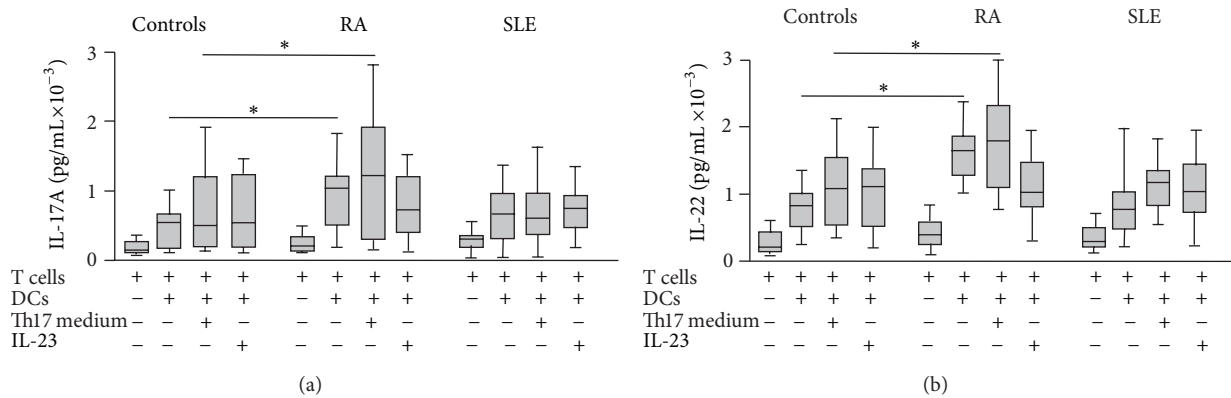 Controls RA SLE
* 
*
IL-17A (pg/mL×10⁻³)
3
2
1
0
T cells + + + + + + + + + + + +
DCs − + + + − + + + − + + +
Th17 medium − − + − − − + − − − + −
IL-23 − − − + − − − + − − − +
(a)
Controls RA SLE
*
*
IL-22 (pg/mL ×10⁻³)
3
2
1
0
T cells + + + + + + + + + + + +
DCs − + + + − + + + − + + +
Th17 medium − − + − − − + − − − + −
IL-23 − − − + − − − + − − − +
(b)